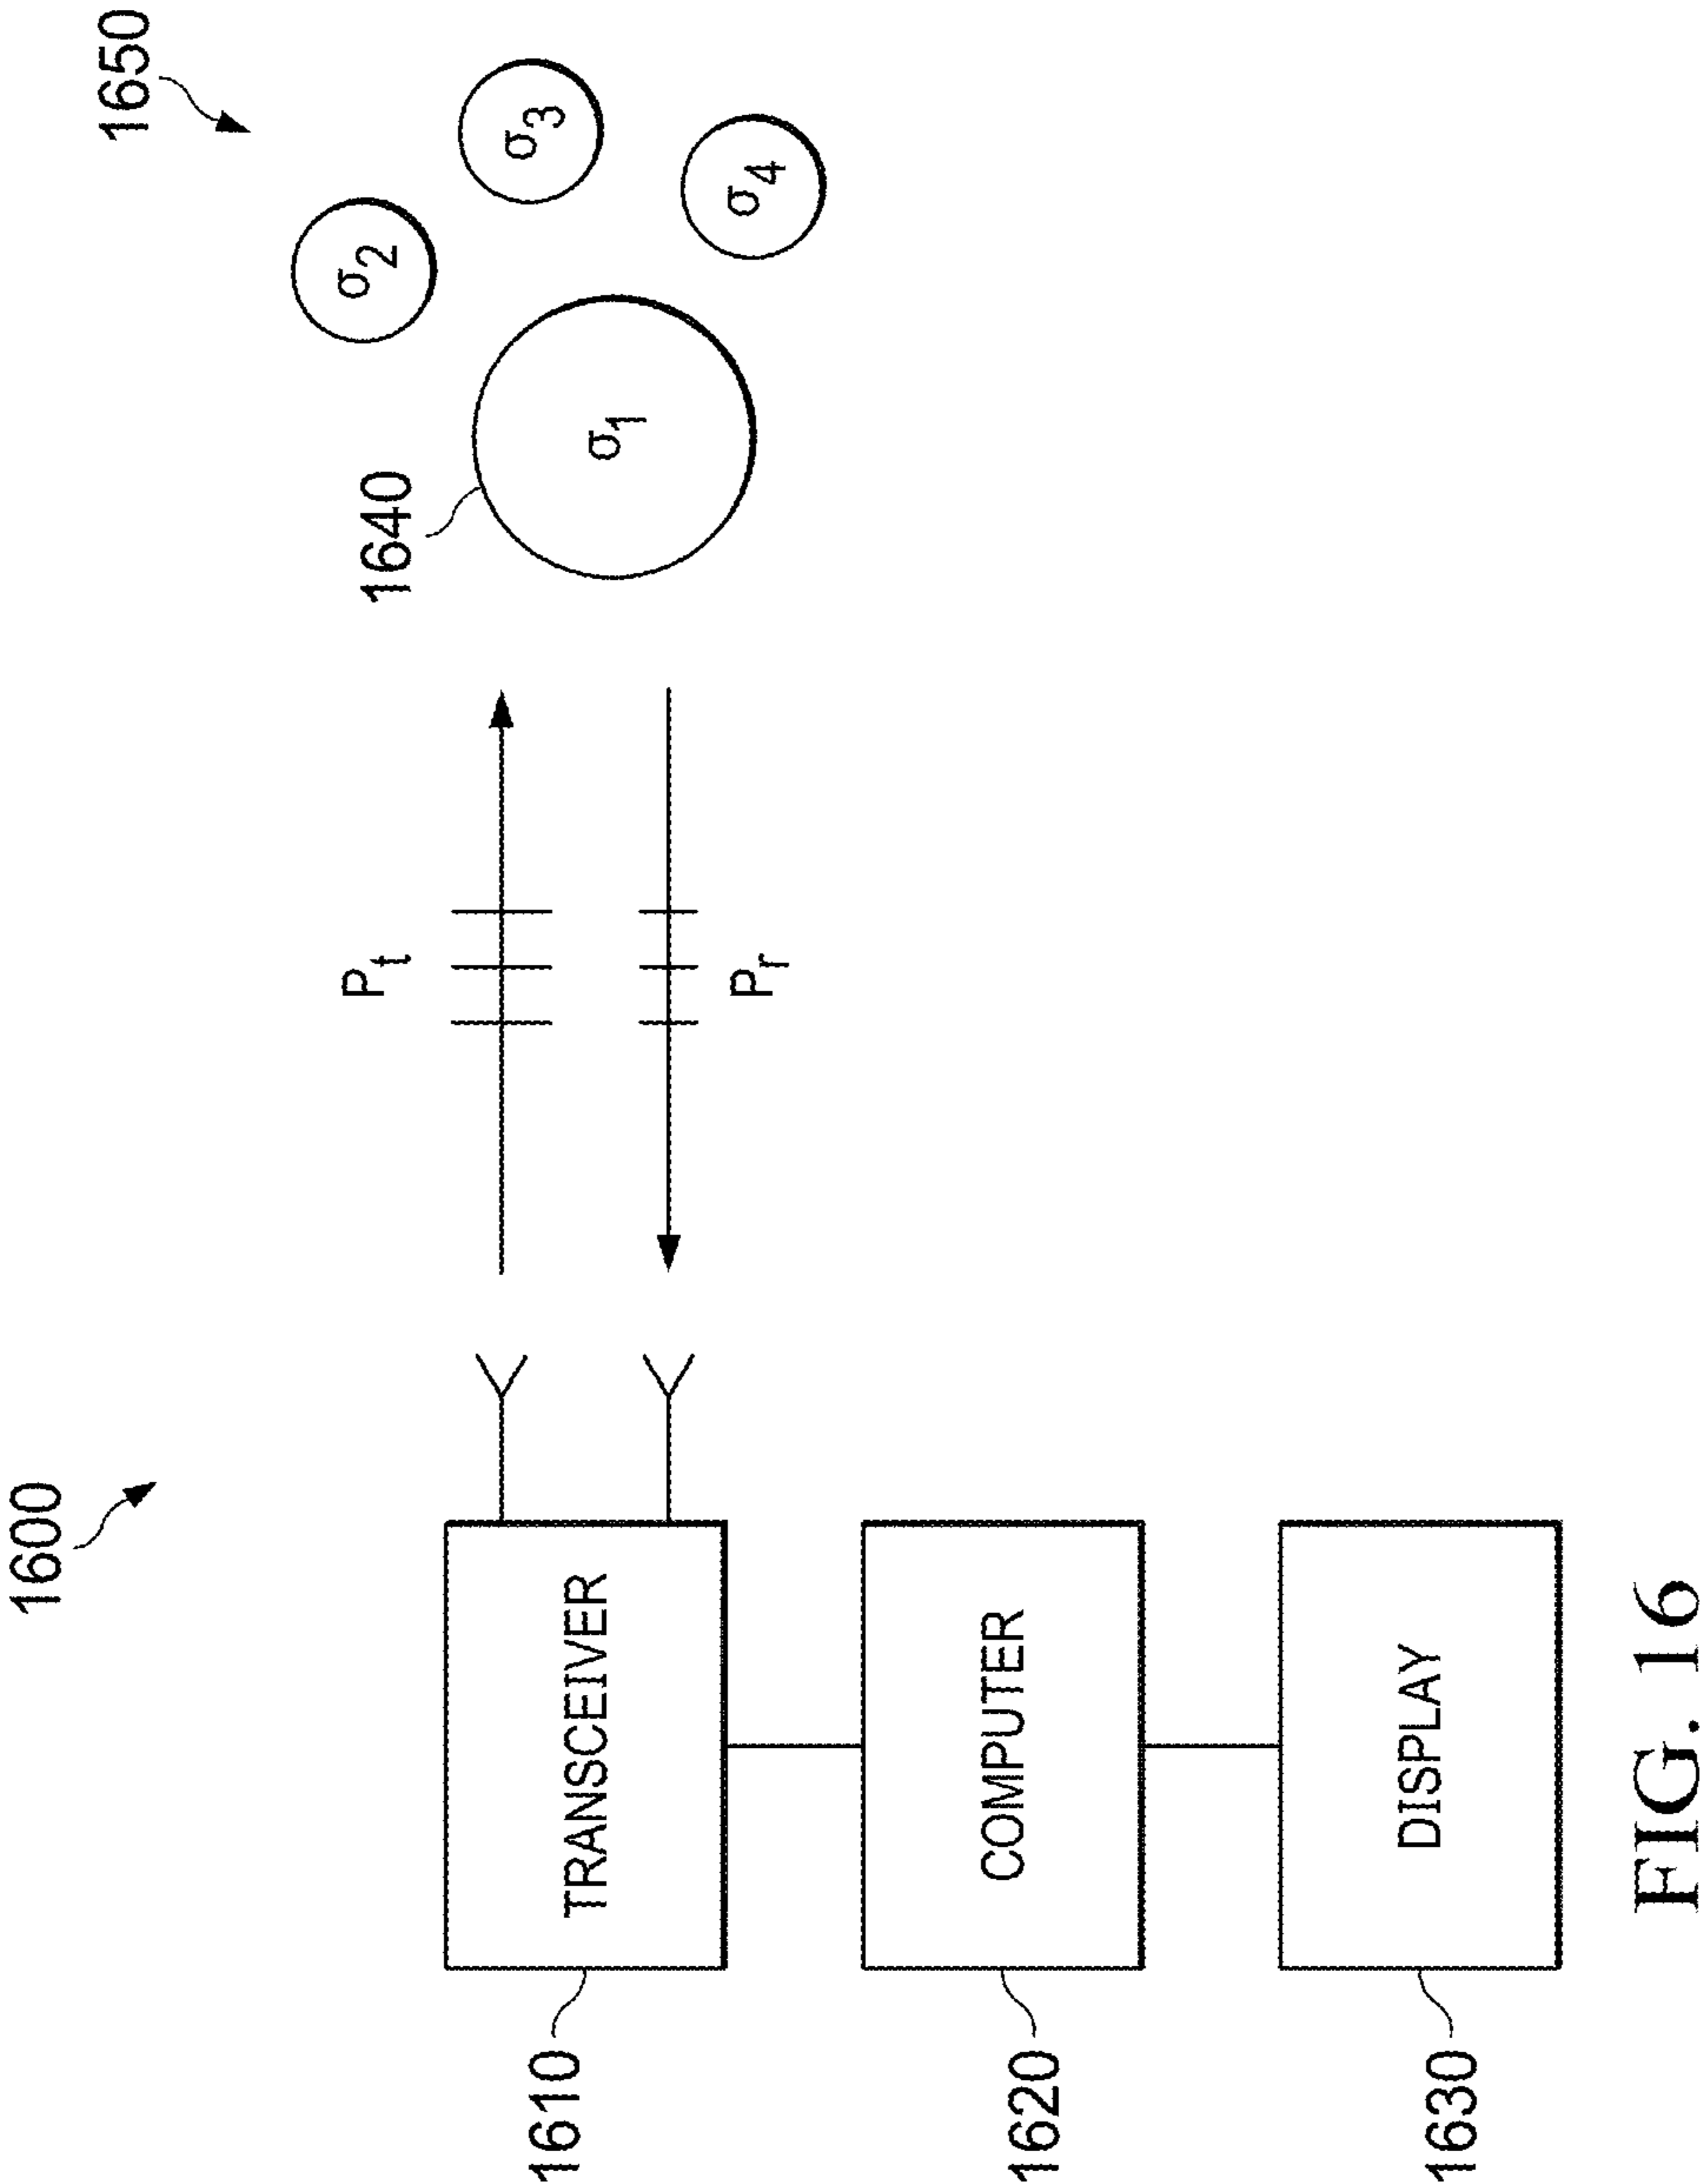 1600
1650
1640
σ2
σ3
σ1
σ4
Pt
Pr
1610
TRANSCEIVER
1620
COMPUTER
1630
DISPLAY
FIG. 16